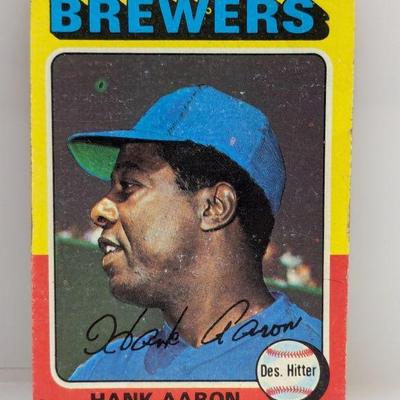 BREWERS
Hank Aaron
Des. Hitter
HANK AARON